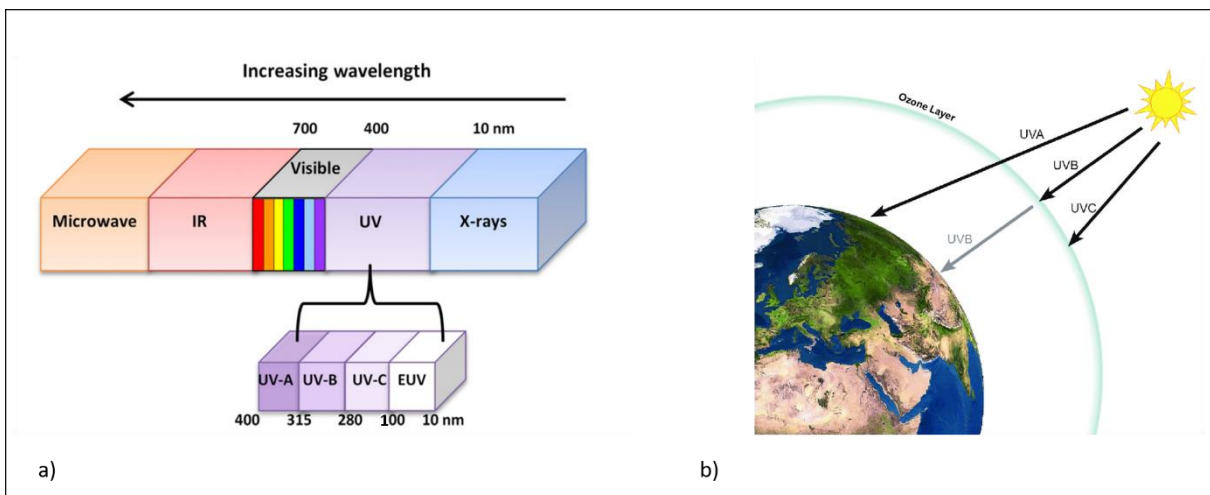 Increasing wavelength
700 400 10 nm
Visible
Microwave IR UV X-rays
UV-A UV-B UV-C EUV
400 315 280 100 10 nm
a)
Ozone Layer
UVA
UVB
UVC
UVB
b)